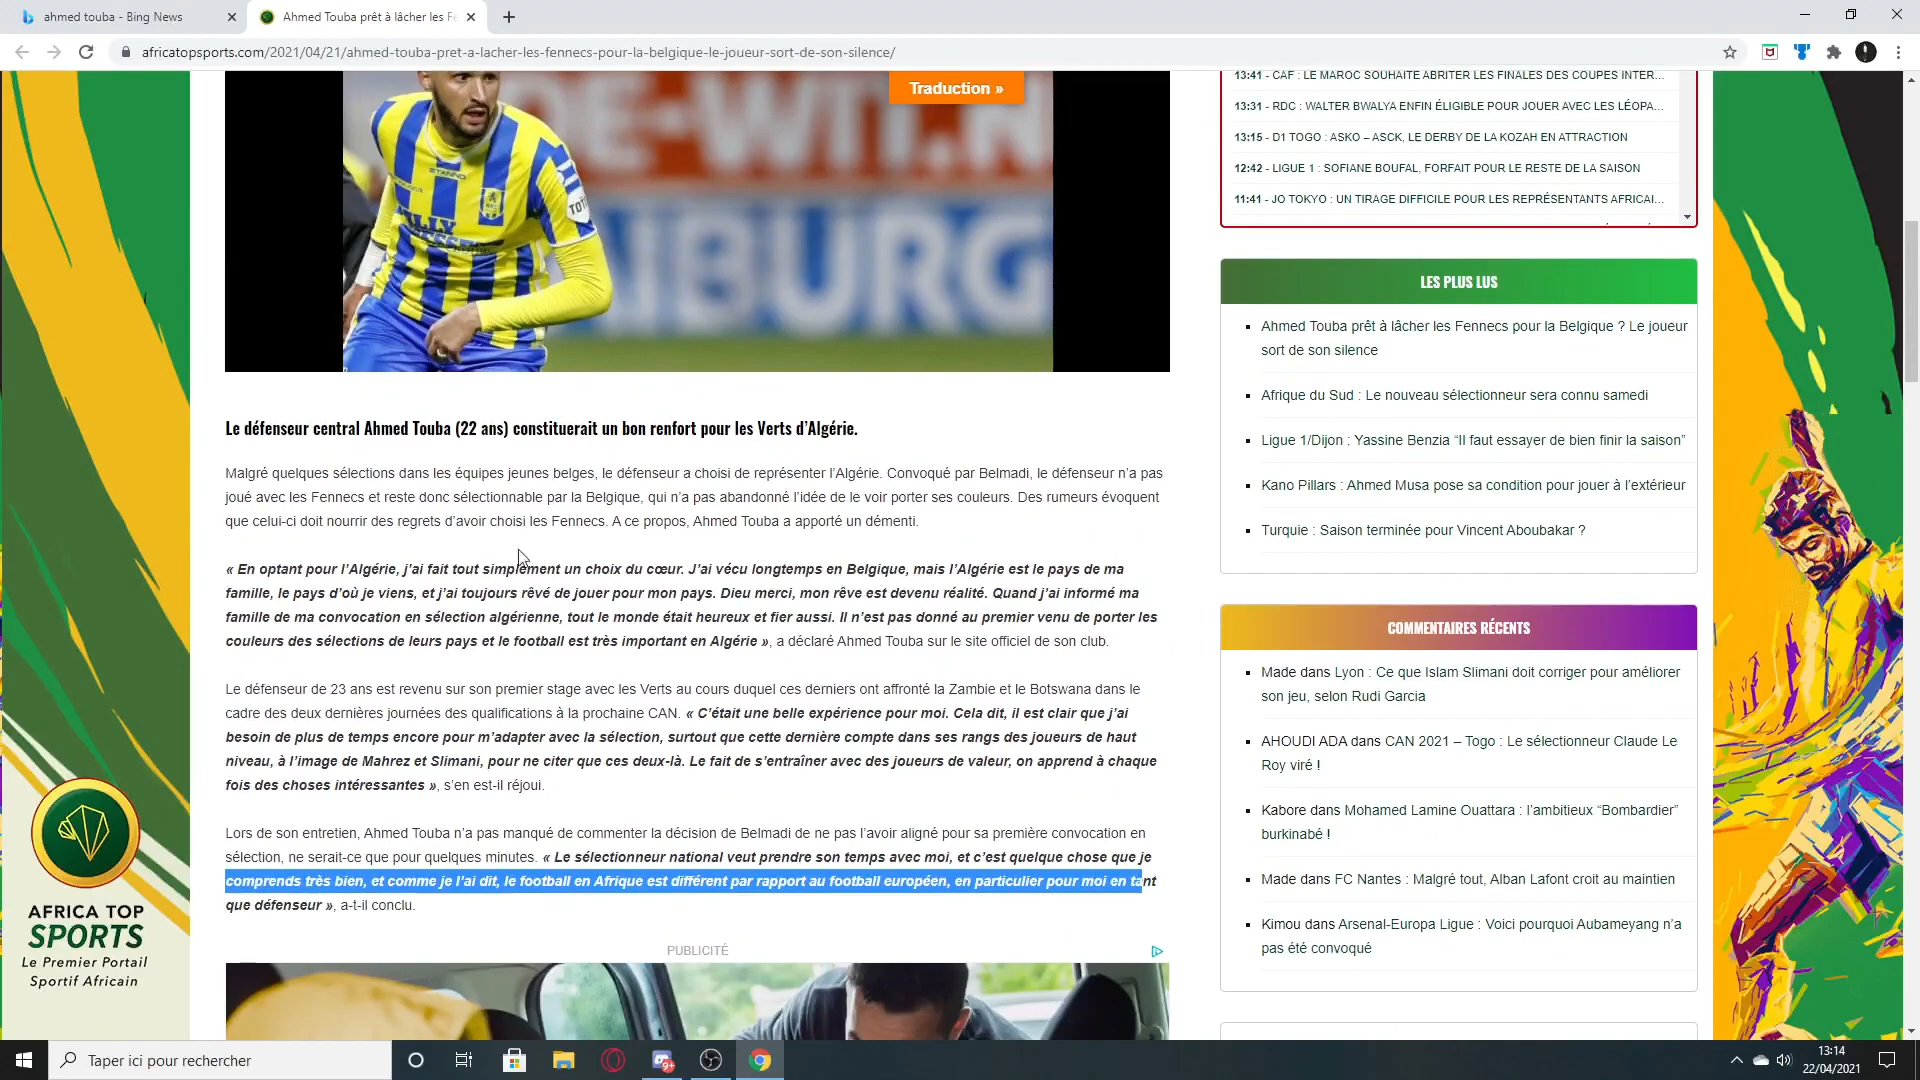 ahmed touba - Bing News
Ahmed Touba prêt à lâcher les Fe
africatopsports.com/2021/04/21/ahmed-touba-pret-a-lacher-les-fennecs-pour-la-belgique-le-joueur-sort-de-son-silence/
DE-WIT.N
Traduction »
STANNO
TOTO
AIBURG
Le défenseur central Ahmed Touba (22 ans) constituerait un bon renfort pour les Verts d’Algérie.
Malgré quelques sélections dans les équipes jeunes belges, le défenseur a choisi de représenter l’Algérie. Convoqué par Belmadi, le défenseur n’a pas
joué avec les Fennecs et reste donc sélectionnable par la Belgique, qui n’a pas abandonné l’idée de le voir porter ses couleurs. Des rumeurs évoquent
que celui-ci doit nourrir des regrets d’avoir choisi les Fennecs. A ce propos, Ahmed Touba a apporté un démenti.
« En optant pour l’Algérie, j’ai fait tout simplement un choix du cœur. J’ai vécu longtemps en Belgique, mais l’Algérie est le pays de ma
famille, le pays d’où je viens, et j’ai toujours rêvé de jouer pour mon pays. Dieu merci, mon rêve est devenu réalité. Quand j’ai informé ma
famille de ma convocation en sélection algérienne, tout le monde était heureux et fier aussi. Il n’est pas donné au premier venu de porter les
couleurs des sélections de leurs pays et le football est très important en Algérie », a déclaré Ahmed Touba sur le site officiel de son club.
Le défenseur de 23 ans est revenu sur son premier stage avec les Verts au cours duquel ces derniers ont affronté la Zambie et le Botswana dans le
cadre des deux dernières journées des qualifications à la prochaine CAN. « C’était une belle expérience pour moi. Cela dit, il est clair que j’ai
besoin de plus de temps encore pour m’adapter avec la sélection, surtout que cette dernière compte dans ses rangs des joueurs de haut
niveau, à l’image de Mahrez et Slimani, pour ne citer que ces deux-là. Le fait de s’entraîner avec des joueurs de valeur, on apprend à chaque
fois des choses intéressantes », s’en est-il réjoui.
Lors de son entretien, Ahmed Touba n’a pas manqué de commenter la décision de Belmadi de ne pas l’avoir aligné pour sa première convocation en
sélection, ne serait-ce que pour quelques minutes. « Le sélectionneur national veut prendre son temps avec moi, et c’est quelque chose que je
comprends très bien, et comme je l’ai dit, le football en Afrique est différent par rapport au football européen, en particulier pour moi en tant
que défenseur », a-t-il conclu.
PUBLICITÉ
13:41 - CAF : LE MAROC SOUHAITE ABRITER LES FINALES DES COUPES INTER...
13:31 - RDC : WALTER BWALYA ENFIN ÉLIGIBLE POUR JOUER AVEC LES LÉOPA...
13:15 - D1 TOGO : ASKO – ASCK, LE DERBY DE LA KOZAH EN ATTRACTION
12:42 - LIGUE 1 : SOFIANE BOUFAL, FORFAIT POUR LE RESTE DE LA SAISON
11:41 - JO TOKYO : UN TIRAGE DIFFICILE POUR LES REPRÉSENTANTS AFRICAI...
LES PLUS LUS
Ahmed Touba prêt à lâcher les Fennecs pour la Belgique ? Le joueur
sort de son silence
Afrique du Sud : Le nouveau sélectionneur sera connu samedi
Ligue 1/Dijon : Yassine Benzia “Il faut essayer de bien finir la saison”
Kano Pillars : Ahmed Musa pose sa condition pour jouer à l’extérieur
Turquie : Saison terminée pour Vincent Aboubakar ?
COMMENTAIRES RÉCENTS
Made dans Lyon : Ce que Islam Slimani doit corriger pour améliorer
son jeu, selon Rudi Garcia
AHOUDI ADA dans CAN 2021 – Togo : Le sélectionneur Claude Le
Roy viré !
Kabore dans Mohamed Lamine Ouattara : l’ambitieux “Bombardier”
burkinabé !
Made dans FC Nantes : Malgré tout, Alban Lafont croit au maintien
Kimou dans Arsenal-Europa Ligue : Voici pourquoi Aubameyang n’a
pas été convoqué
AFRICA TOP
SPORTS
Le Premier Portail
Sportif Africain
Taper ici pour rechercher
9+
13:14
22/04/2021